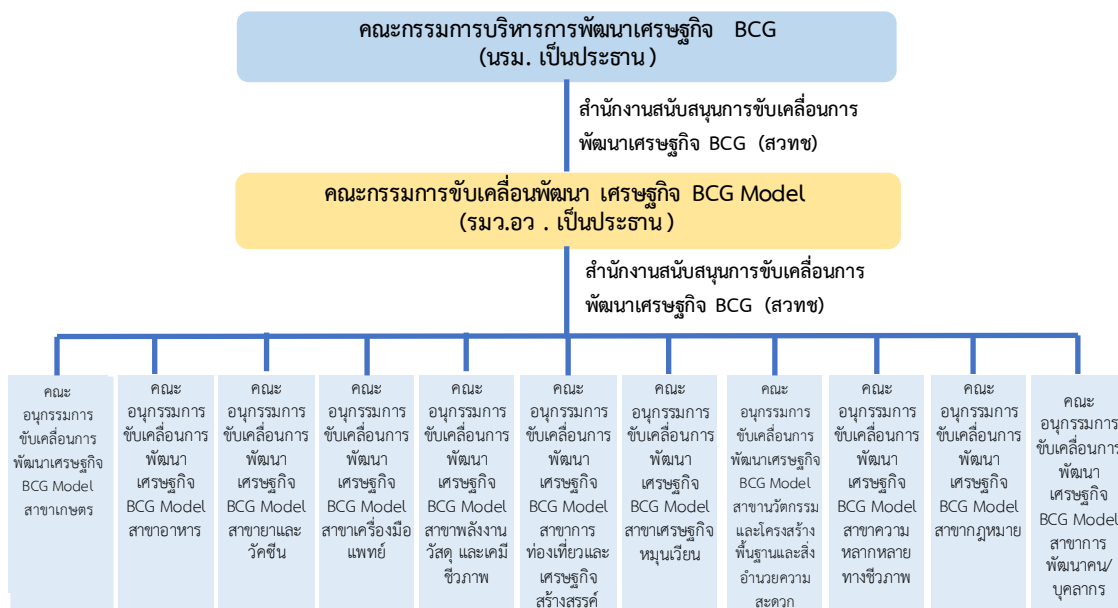 คณะกรรมการบริหารการพัฒนาเศรษฐกิจ BCG
(นรม. เป็นประธาน)
สำนักงานสนับสนุนการขับเคลื่อนการ
พัฒนาเศรษฐกิจ BCG (สวทช)
คณะกรรมการขับเคลื่อนพัฒนา เศรษฐกิจ BCG Model
(รมว.อว . เป็นประธาน)
สำนักงานสนับสนุนการขับเคลื่อนการ
พัฒนาเศรษฐกิจ BCG (สวทช)
คณะ
อนุกรรมการ
ขับเคลื่อนการ
พัฒนาเศรษฐกิจ
BCG Model
สาขาเกษตร
คณะ
อนุกรรมการ
ขับเคลื่อนการ
พัฒนา
เศรษฐกิจ
BCG Model
สาขาอาหาร
คณะ
อนุกรรมการ
ขับเคลื่อนการ
พัฒนา
เศรษฐกิจ
BCG Model
สาขายาและ
วัคซีน
คณะ
อนุกรรมการ
ขับเคลื่อนการ
พัฒนา
เศรษฐกิจ
BCG Model
สาขาเครื่องมือ
แพทย์
คณะ
อนุกรรมการ
ขับเคลื่อนการ
พัฒนา
เศรษฐกิจ
BCG Model
สาขาพลังงาน
วัสดุ และเคมี
ชีวภาพ
คณะ
อนุกรรมการ
ขับเคลื่อนการ
พัฒนา
เศรษฐกิจ
BCG Model
สาขาการ
ท่องเที่ยวและ
เศรษฐกิจ
สร้างสรรค์
คณะ
อนุกรรมการ
ขับเคลื่อนการ
พัฒนา
เศรษฐกิจ
BCG Model
สาขาเศรษฐกิจ
หมุนเวียน
คณะ
อนุกรรมการ
ขับเคลื่อนการ
พัฒนาเศรษฐกิจ
BCG Model
สาขานวัตกรรม
และโครงสร้าง
พื้นฐานและสิ่ง
อำนวยความ
สะดวก
คณะ
อนุกรรมการ
ขับเคลื่อนการ
พัฒนา
เศรษฐกิจ
BCG Model
สาขาความ
หลากหลาย
ทางชีวภาพ
คณะ
อนุกรรมการ
ขับเคลื่อนการ
พัฒนา
เศรษฐกิจ
BCG Model
สาขากฎหมาย
คณะ
อนุกรรมการ
ขับเคลื่อนการ
พัฒนา
เศรษฐกิจ
BCG Model
สาขาการ
พัฒนาคน/
บุคลากร